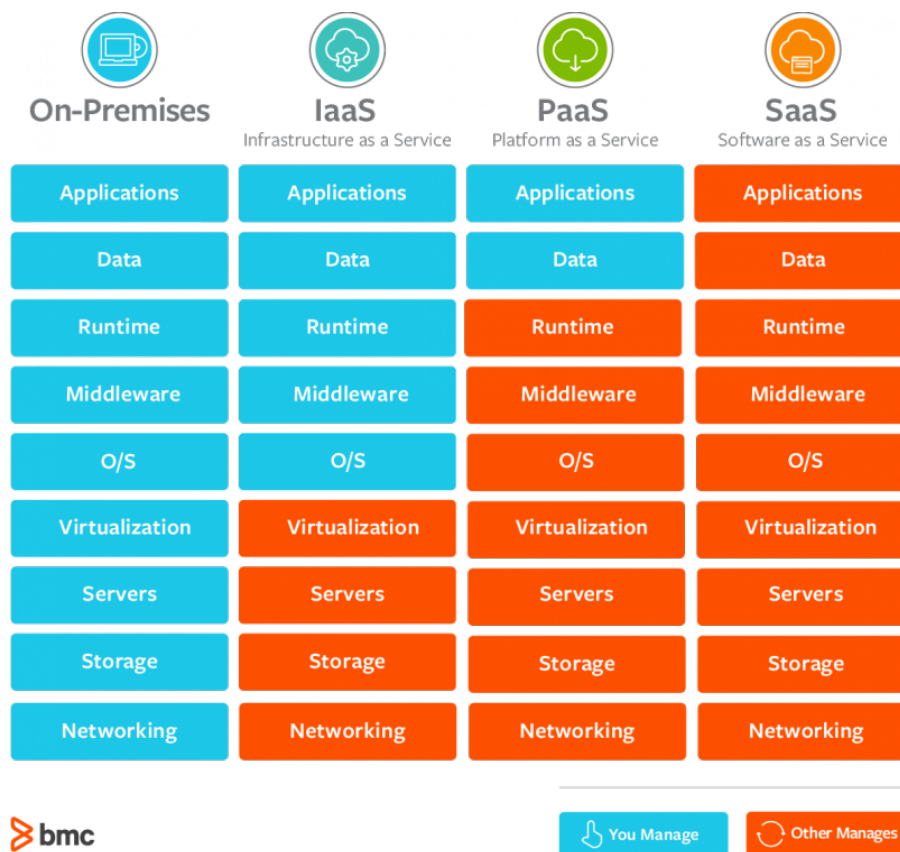 On-Premises IaaS PaaS SaaS
Infrastructure as a Service Platform as a Service Software as a Service
Applications Applications Applications Applications
Data Data Data Data
Runtime Runtime Runtime Runtime
Middleware Middleware Middleware Middleware
O/S O/S O/S O/S
Virtualization Virtualization Virtualization Virtualization
Servers Servers Servers Servers
Storage Storage Storage Storage
Networking Networking Networking Networking
bmc You Manage Other Manages